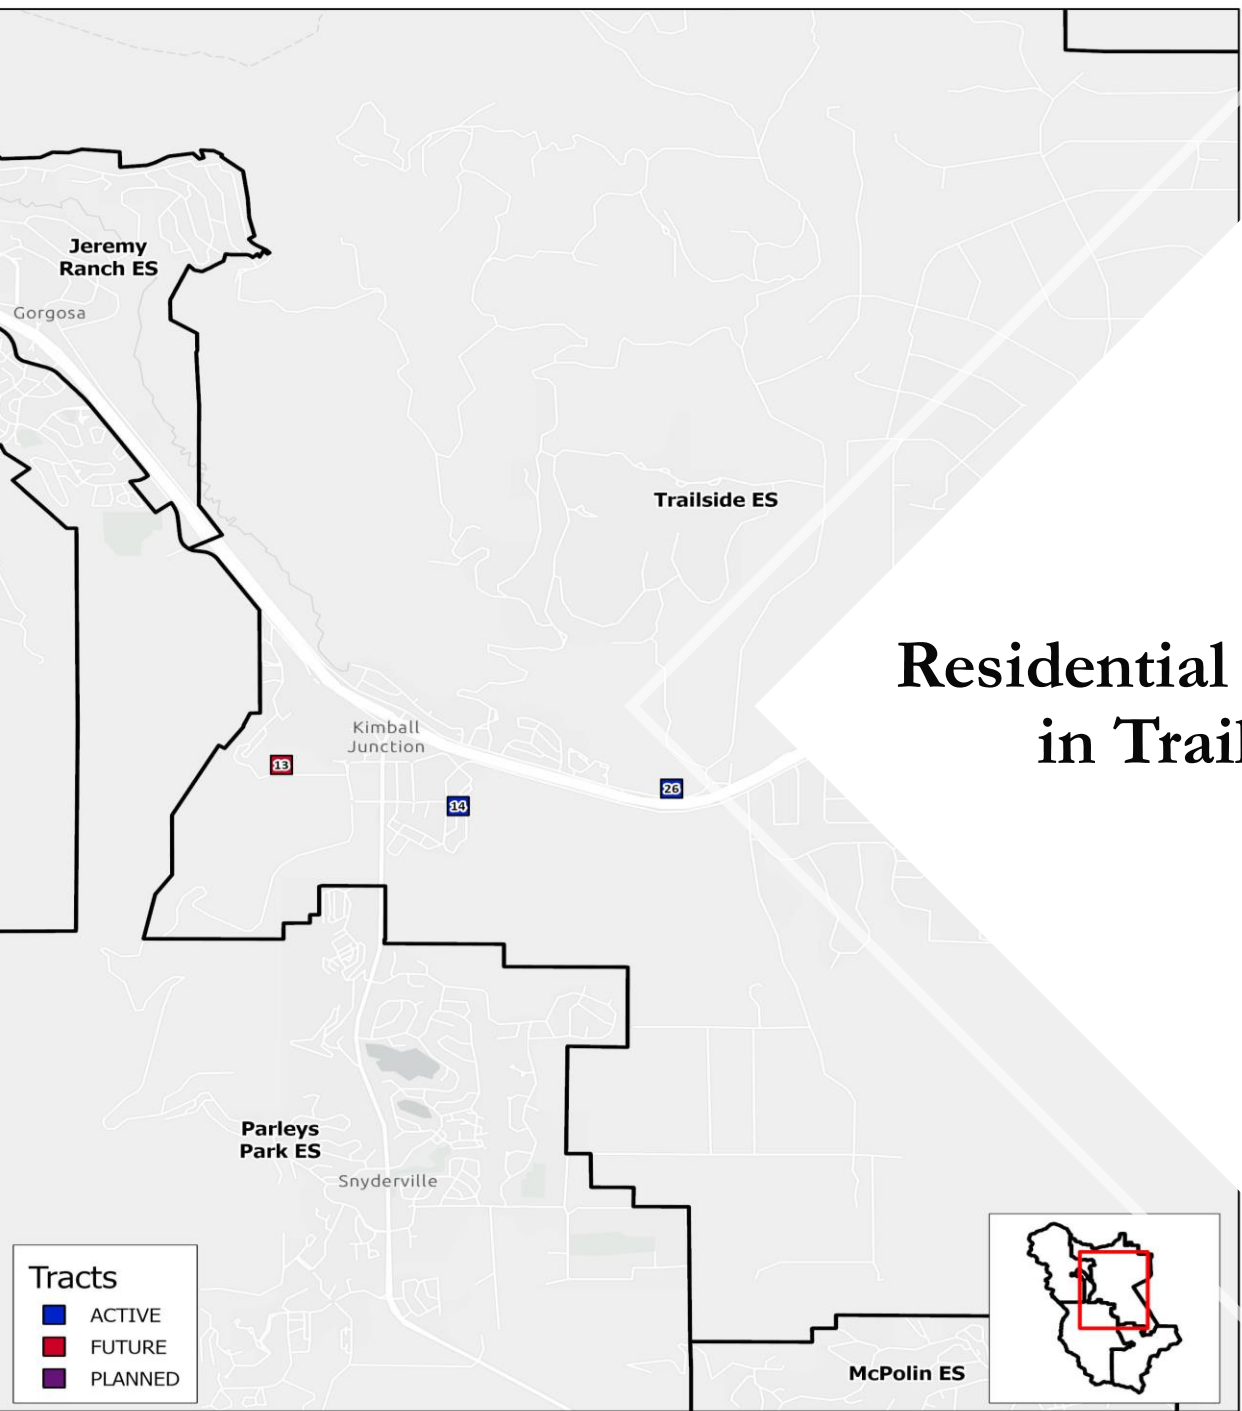 Jeremy
Ranch ES
Gorgosa
Trailside ES
Residential
in Trail
Kimball
Junction
13
26
14
Parleys
Park ES
Snyderville
Tracts
ACTIVE
FUTURE
PLANNED
McPolin ES